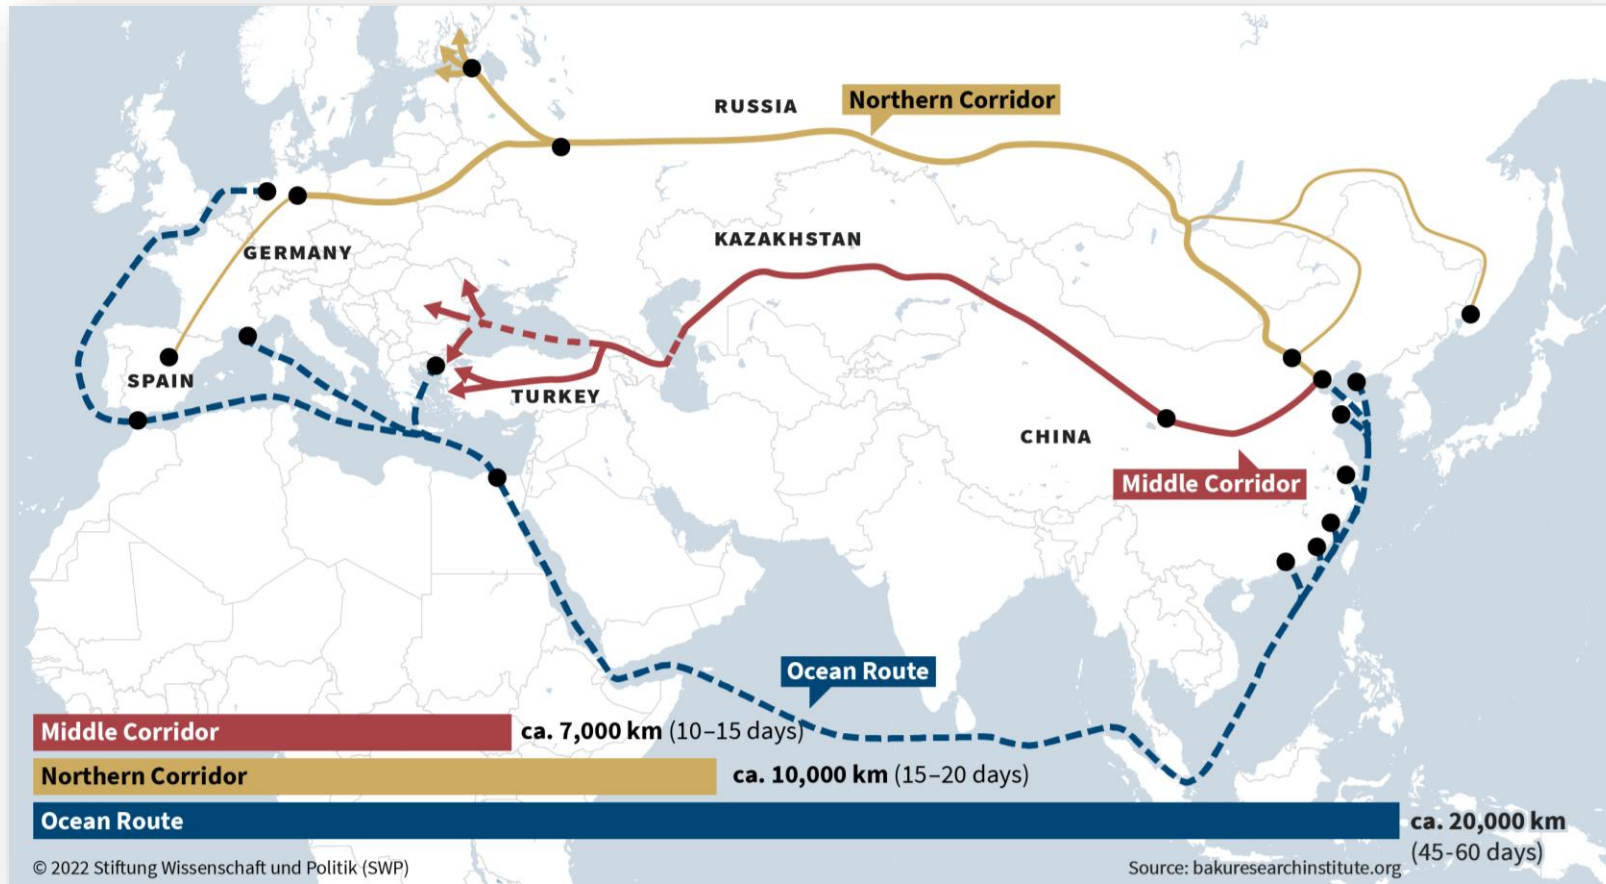 RUSSIA
Northern Corridor
KAZAKHSTAN
GERMANY
SPAIN
TURKEY
CHINA
Middle Corridor
Ocean Route
Middle Corridor
ca. 7,000 km (10–15 days)
Northern Corridor
ca. 10,000 km (15–20 days)
Ocean Route
ca. 20,000 km
(45-60 days)
© 2022 Stiftung Wissenschaft und Politik (SWP)
Source: bakuresearchinstitute.org